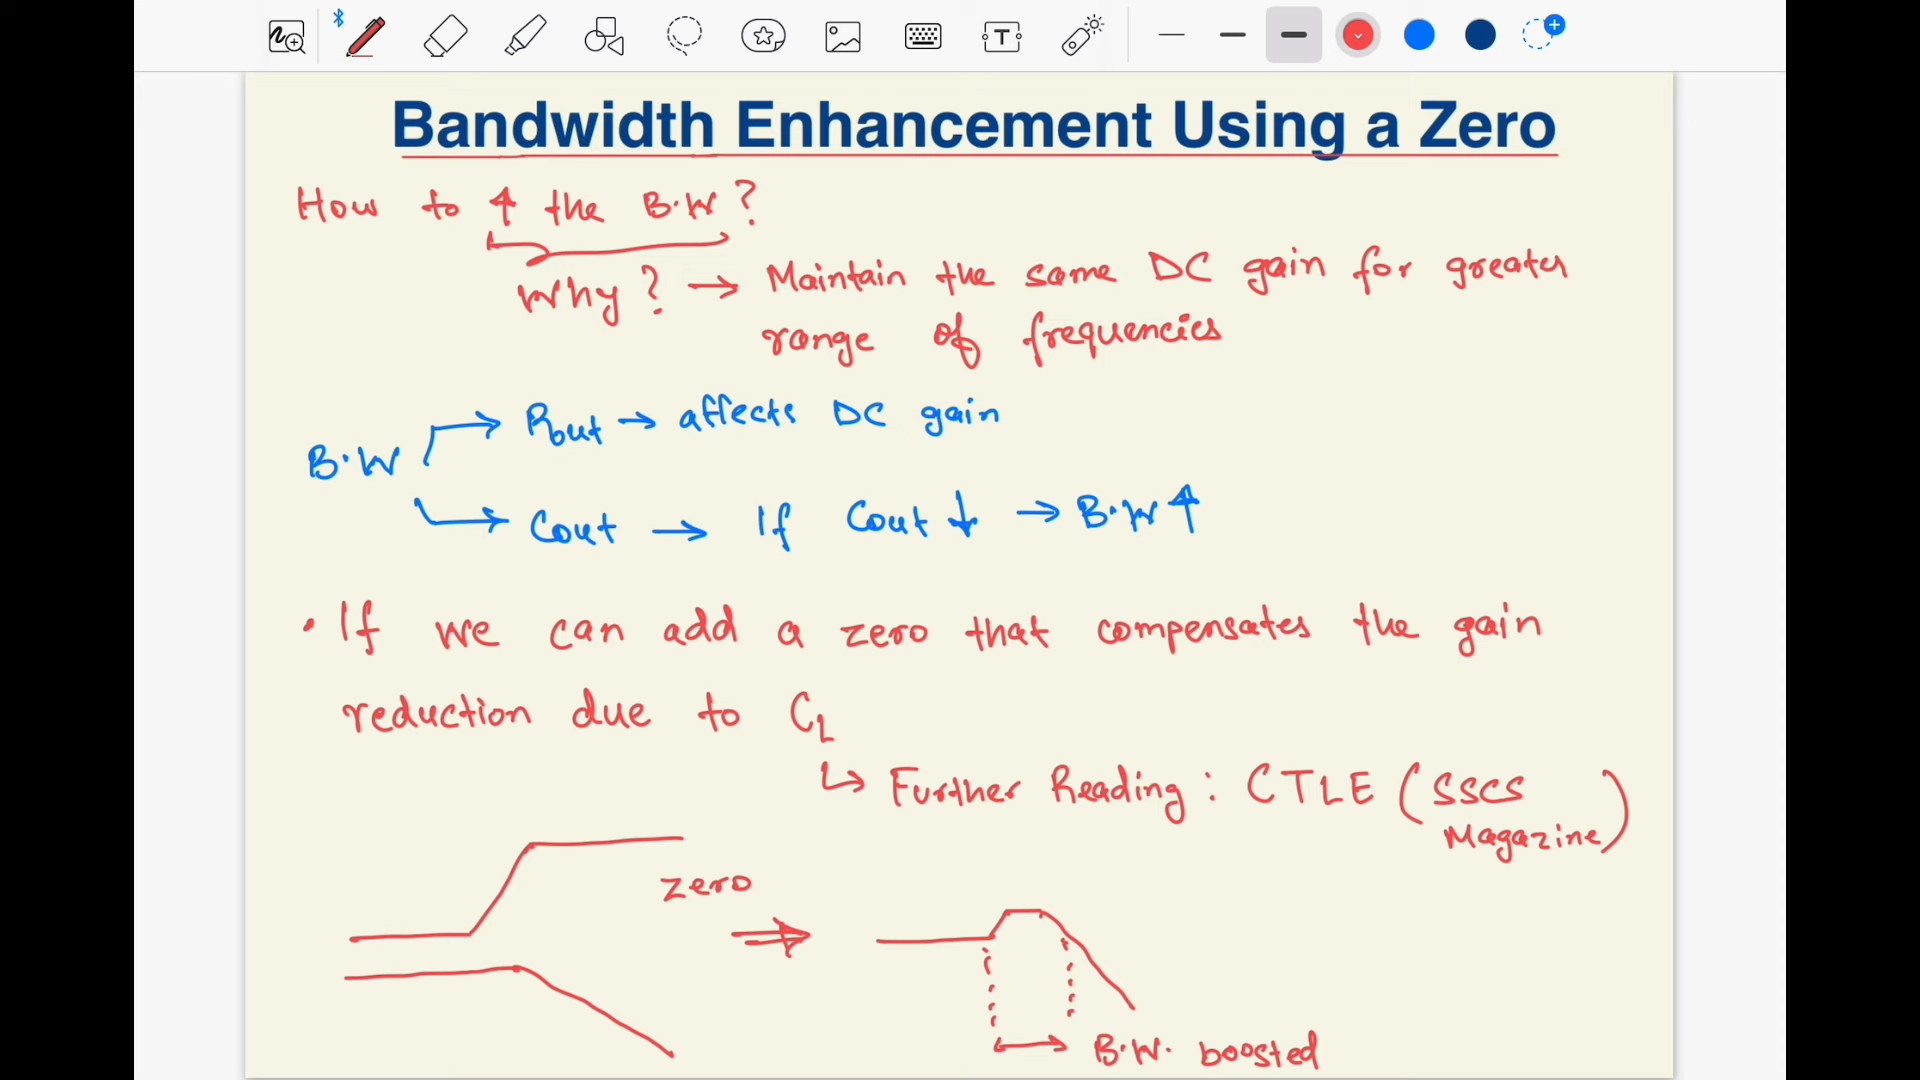 Bandwidth Enhancement Using a Zero
How to ↑ the B.W?
Why? → Maintain the same DC gain for greater
range of frequencies
B.W → Rout → affects DC gain
→ Cout → If Cout ↓ → B.W ↑
• If we can add a zero that compensates the gain
reduction due to CL
↳ Further Reading: CTLE (SSCS
Magazine)
zero
B.W. boosted